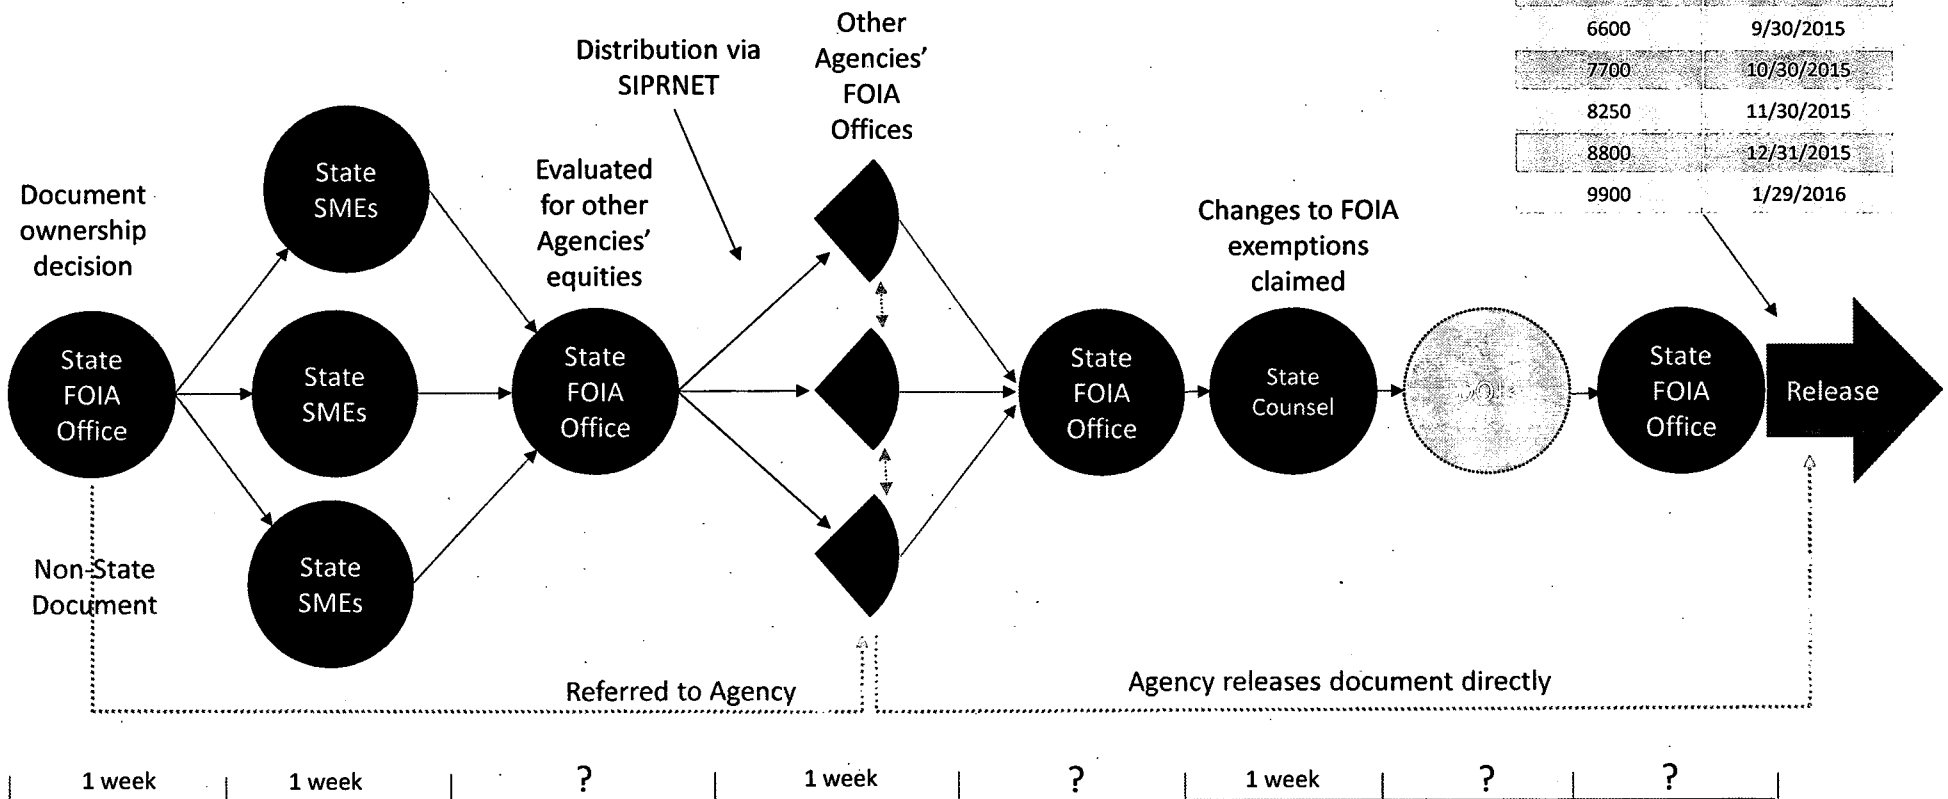 Document
ownership
decision
State
FOIA
Office
Non-State
Document
State
SMEs
State
SMEs
State
SMEs
Evaluated
for other
Agencies’
equities
State
FOIA
Office
Distribution via
SIPRNET
Other
Agencies’
FOIA
Offices
State
FOIA
Office
Changes to FOIA
exemptions
claimed
State
Counsel
State
FOIA
Office
Release
6600 9/30/2015
7700 10/30/2015
8250 11/30/2015
8800 12/31/2015
9900 1/29/2016
Referred to Agency
Agency releases document directly
1 week 1 week ? 1 week ? 1 week ? ?